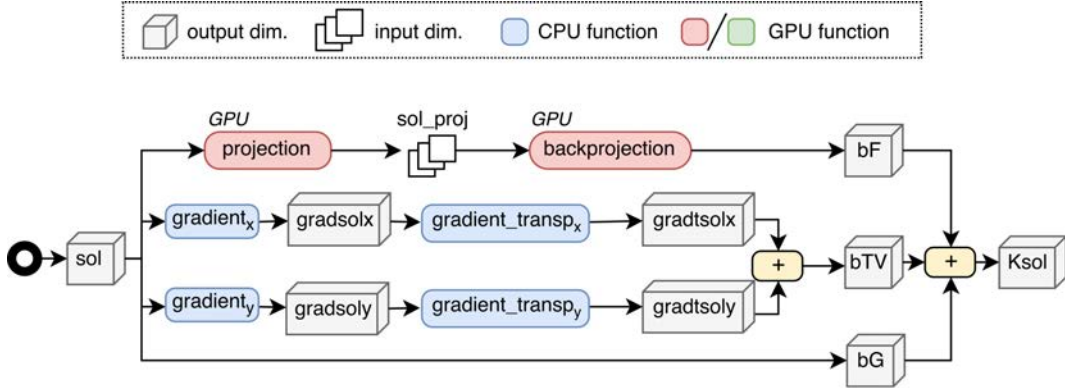 output dim. input dim. CPU function / GPU function
GPU sol_proj GPU
projection backprojection bF
gradientx gradsolx gradient_transpx gradtsolx
sol + bTV + Ksol
gradienty gradsoly gradient_transpy gradtsoly
bG